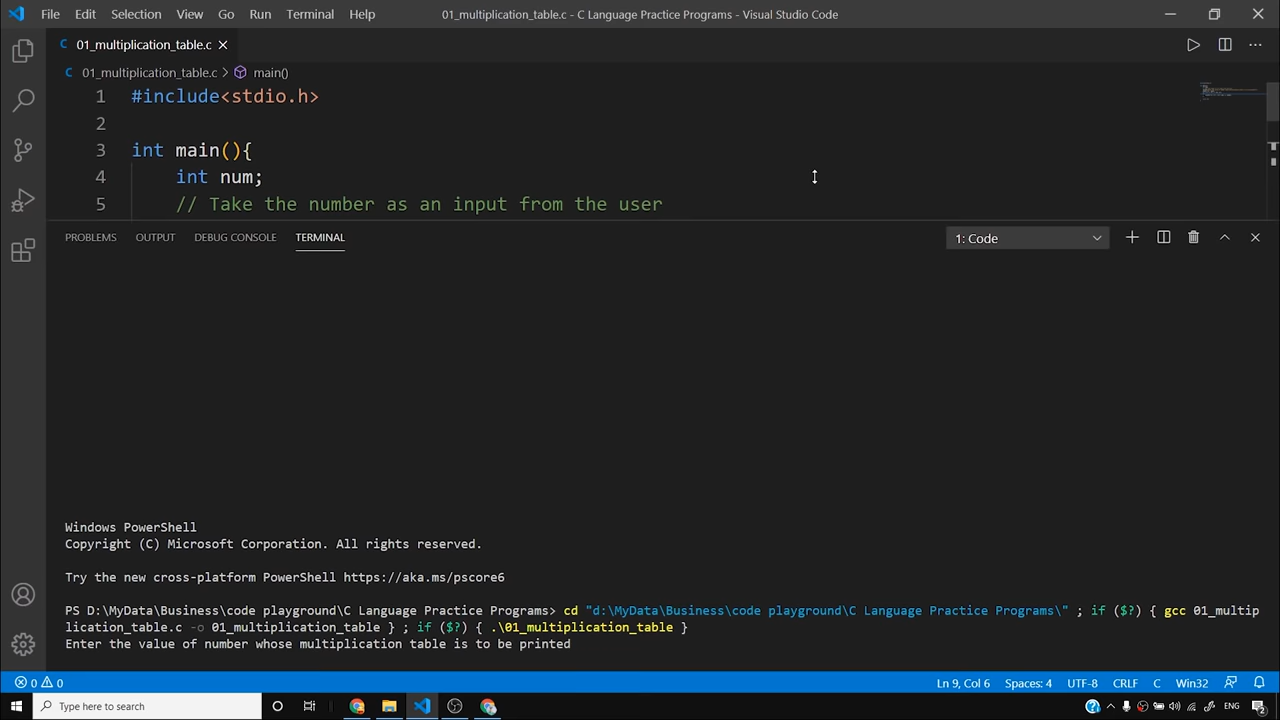 File Edit Selection View Go Run Terminal Help 01_multiplication_table.c - C Language Practice Programs - Visual Studio Code
C 01_multiplication_table.c
C 01_multiplication_table.c > main()
1 #include<stdio.h>
2
3 int main(){
4 int num;
5 // Take the number as an input from the user
PROBLEMS OUTPUT DEBUG CONSOLE TERMINAL 1: Code
Windows PowerShell
Copyright (C) Microsoft Corporation. All rights reserved.
Try the new cross-platform PowerShell https://aka.ms/pscore6
PS D:\MyData\Business\code playground\C Language Practice Programs> cd "d:\MyData\Business\code playground\C Language Practice Programs\" ; if ($?) { gcc 01_multip
lication_table.c -o 01_multiplication_table } ; if ($?) { .\01_multiplication_table }
Enter the value of number whose multiplication table is to be printed
0 0 Ln 9, Col 6 Spaces: 4 UTF-8 CRLF C Win32
Type here to search ENG 2